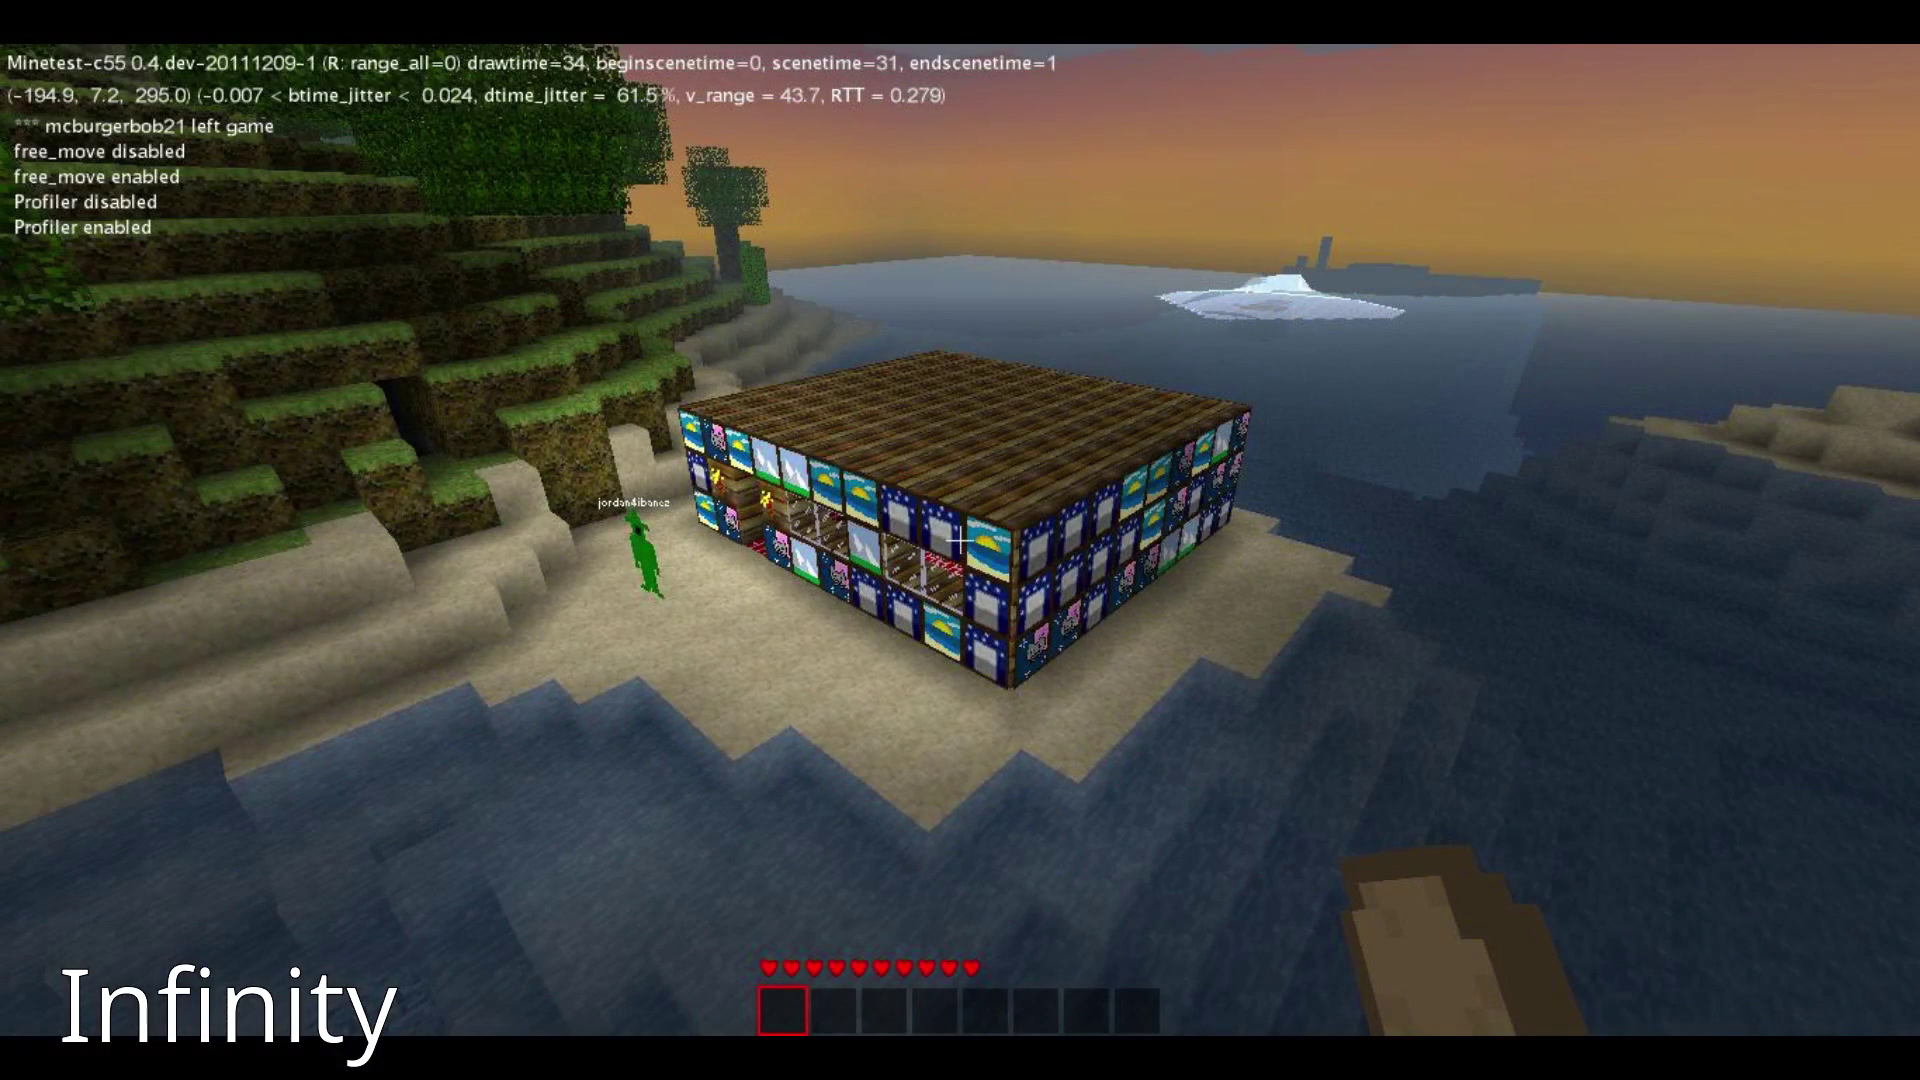 Minetest-c55 0.4.dev-20111209-1 (R: range_all=0) drawtime=34, beginscenetime=0, scenetime=31, endscenetime=1
(-194.9, 7.2, 295.0) (-0.007 < btime_jitter < 0.024, dtime_jitter = 61.5%, v_range = 43.7, RTT = 0.279)
*** mcburgerbob21 left game
free_move disabled
free_move enabled
Profiler disabled
Profiler enabled
jordan4ibanez
Infinity